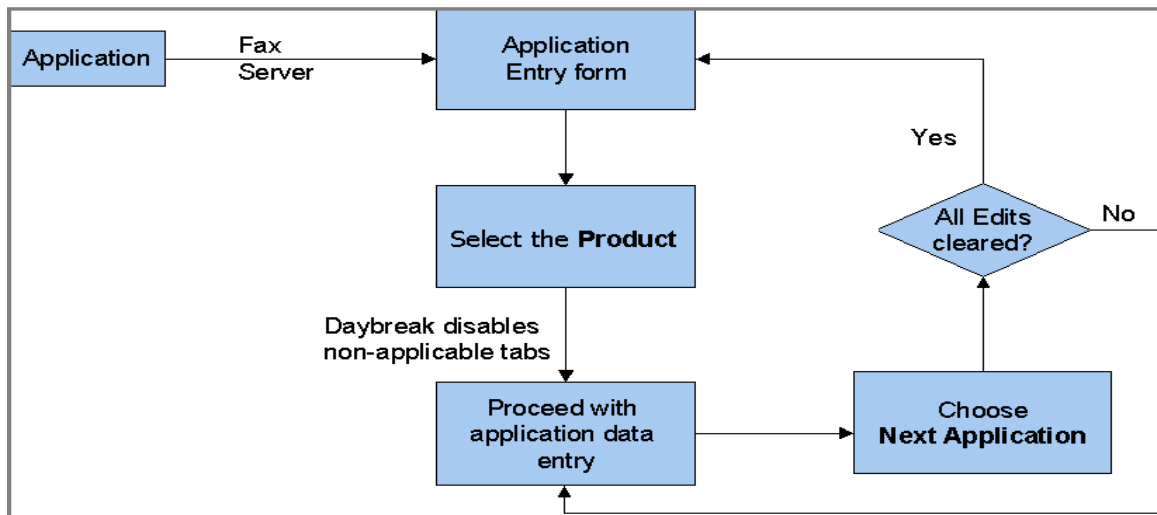 Application
Fax
Server
Application
Entry form
Select the Product
Daybreak disables
non-applicable tabs
Proceed with
application data
entry
Choose
Next Application
All Edits
cleared?
Yes
No